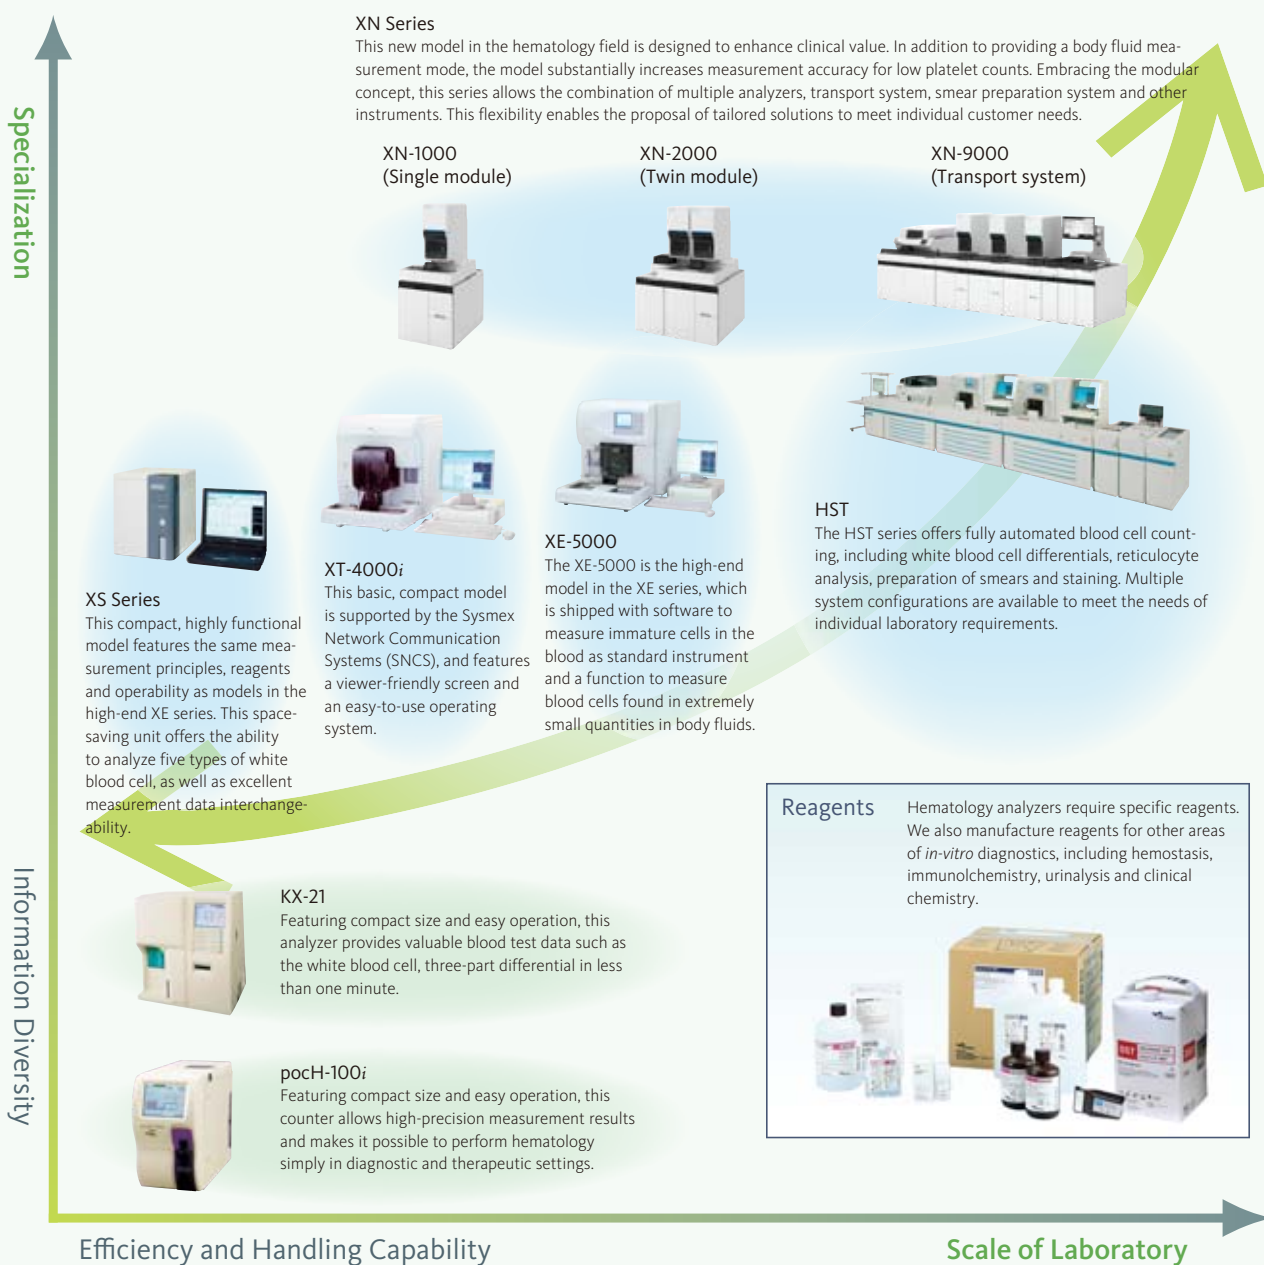 XN Series
This new model in the hematology field is designed to enhance clinical value. In addition to providing a body fluid mea-
surement mode, the model substantially increases measurement accuracy for low platelet counts. Embracing the modular
concept, this series allows the combination of multiple analyzers, transport system, smear preparation system and other
instruments. This flexibility enables the proposal of tailored solutions to meet individual customer needs.
Specialization
XN-1000
(Single module)
XN-2000
(Twin module)
XN-9000
(Transport system)
XS Series
This compact, highly functional
model features the same mea-
surement principles, reagents
and operability as models in the
high-end XE series. This space-
saving unit offers the ability
to analyze five types of white
blood cell, as well as excellent
measurement data interchange-
ability.
XT-4000i
This basic, compact model
is supported by the Sysmex
Network Communication
Systems (SNCS), and features
a viewer-friendly screen and
an easy-to-use operating
system.
XE-5000
The XE-5000 is the high-end
model in the XE series, which
is shipped with software to
measure immature cells in the
blood as standard instrument
and a function to measure
blood cells found in extremely
small quantities in body fluids.
HST
The HST series offers fully automated blood cell count-
ing, including white blood cell differentials, reticulocyte
analysis, preparation of smears and staining. Multiple
system configurations are available to meet the needs of
individual laboratory requirements.
Reagents
Hematology analyzers require specific reagents.
We also manufacture reagents for other areas
of in-vitro diagnostics, including hemostasis,
immunolchemistry, urinalysis and clinical
chemistry.
Information Diversity
KX-21
Featuring compact size and easy operation, this
analyzer provides valuable blood test data such as
the white blood cell, three-part differential in less
than one minute.
pocH-100i
Featuring compact size and easy operation, this
counter allows high-precision measurement results
and makes it possible to perform hematology
simply in diagnostic and therapeutic settings.
Efficiency and Handling Capability
Scale of Laboratory